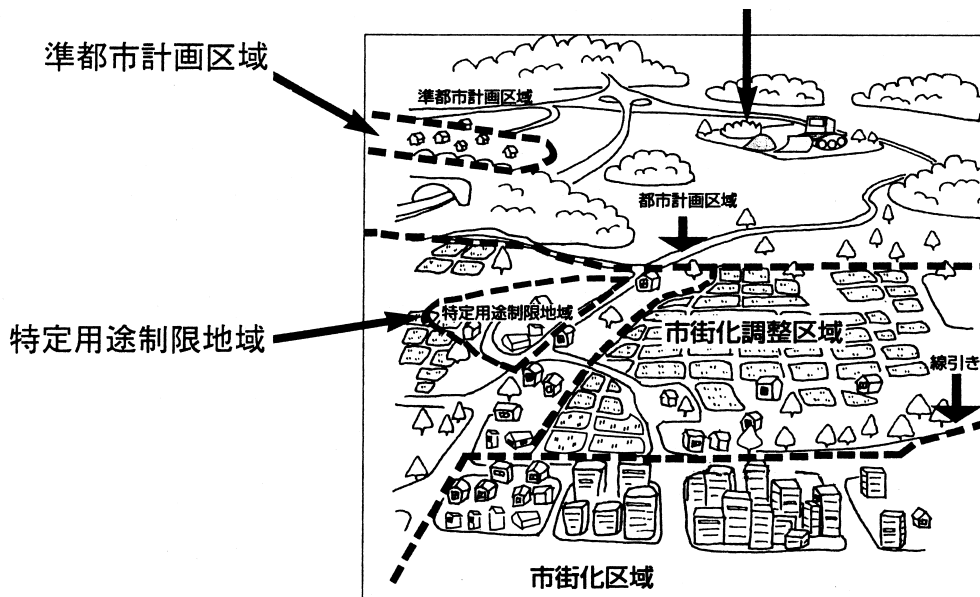 準都市計画区域
準都市計画区域
都市計画区域
特定用途制限地域
特定用途制限地域
市街化調整区域
線引き
市街化区域